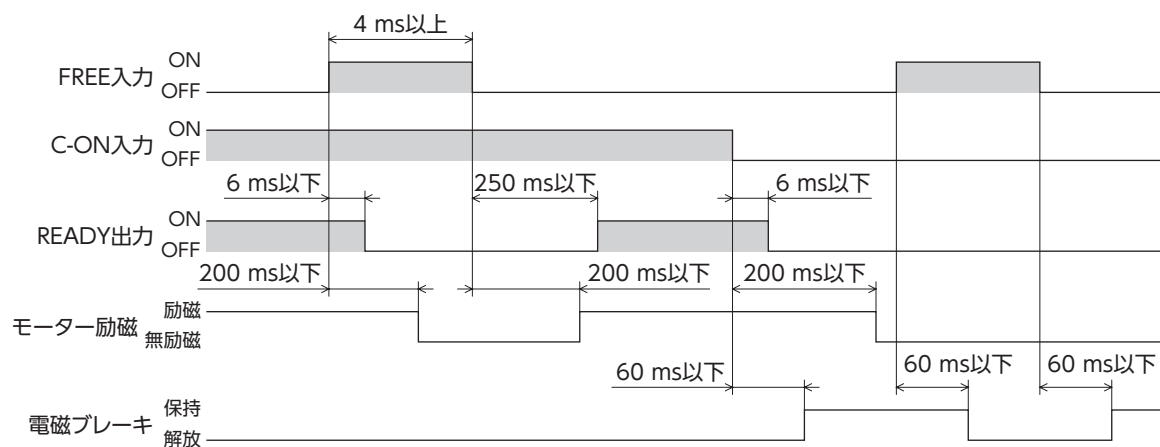 4 ms以上
FREE入力
ON
OFF
C-ON入力
ON
OFF
6 ms以下
250 ms以下
6 ms以下
READY出力
ON
OFF
200 ms以下
200 ms以下
200 ms以下
モーター励磁
励磁
無励磁
60 ms以下
60 ms以下
60 ms以下
電磁ブレーキ
保持
解放